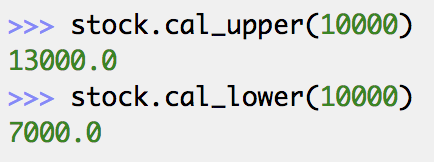 >>> stock.cal_upper(10000)
13000.0
>>> stock.cal_lower(10000)
7000.0